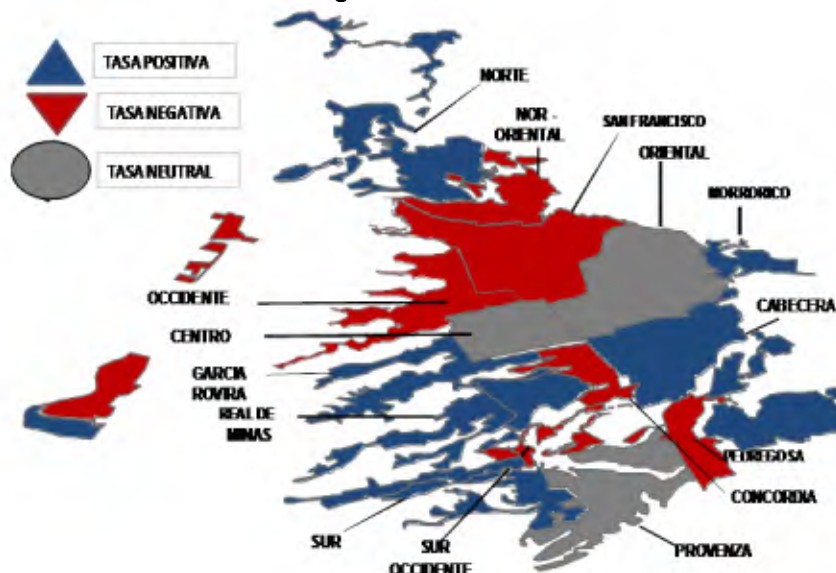 TASA POSITIVA
TASA NEGATIVA
TASA NEUTRAL
NORTE
NOR -
ORIENTAL
SAN FRANCISCO
ORIENTAL
MORRORICO
OCCIDENTE
CENTRO
CABECERA
GARCIA
ROVIRA
REAL DE
MINAS
PEDREGOSA
CONCORDIA
SUR
SUR
OCCIDENTE
PROVENZA